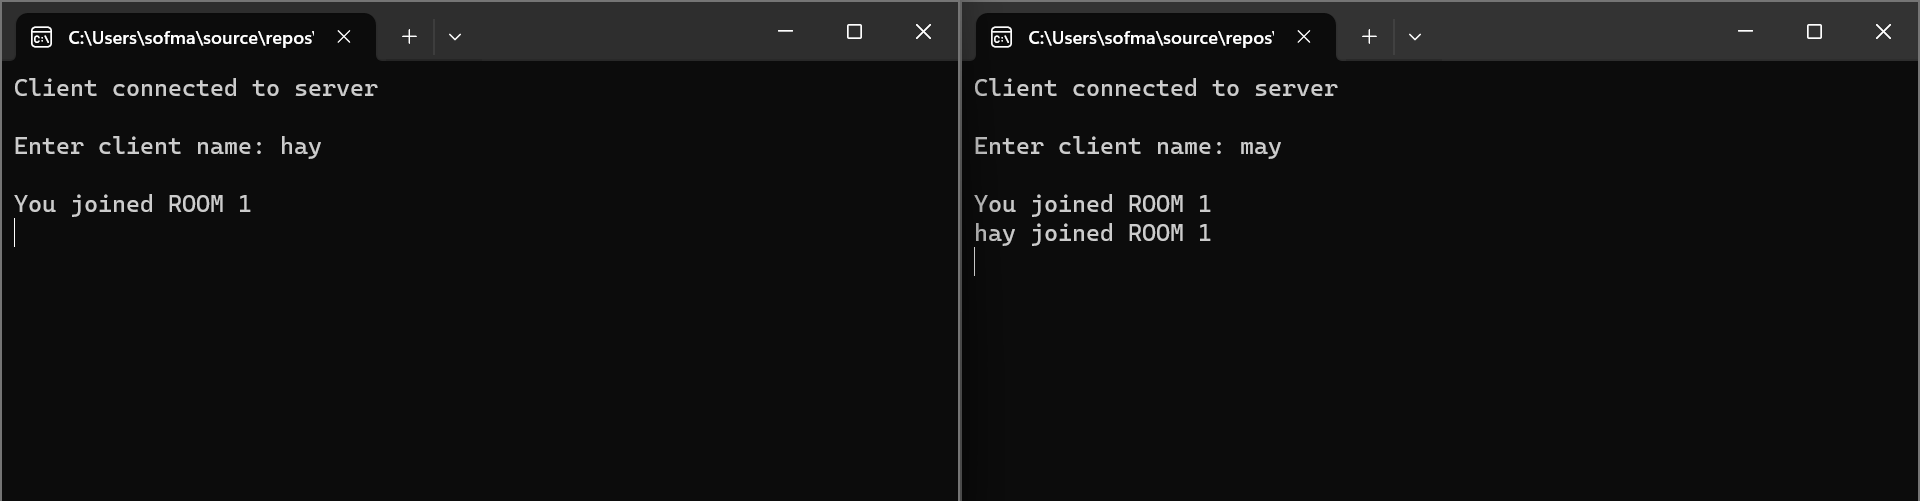 C:\Users\sofma\source\repos'
Client connected to server
Enter client name: hay
You joined ROOM 1
C:\Users\sofma\source\repos'
Client connected to server
Enter client name: may
You joined ROOM 1
hay joined ROOM 1